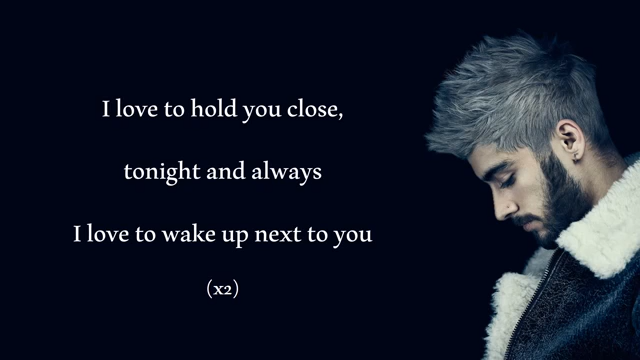 I love to hold you close,
tonight and always
I love to wake up next to you
(x2)